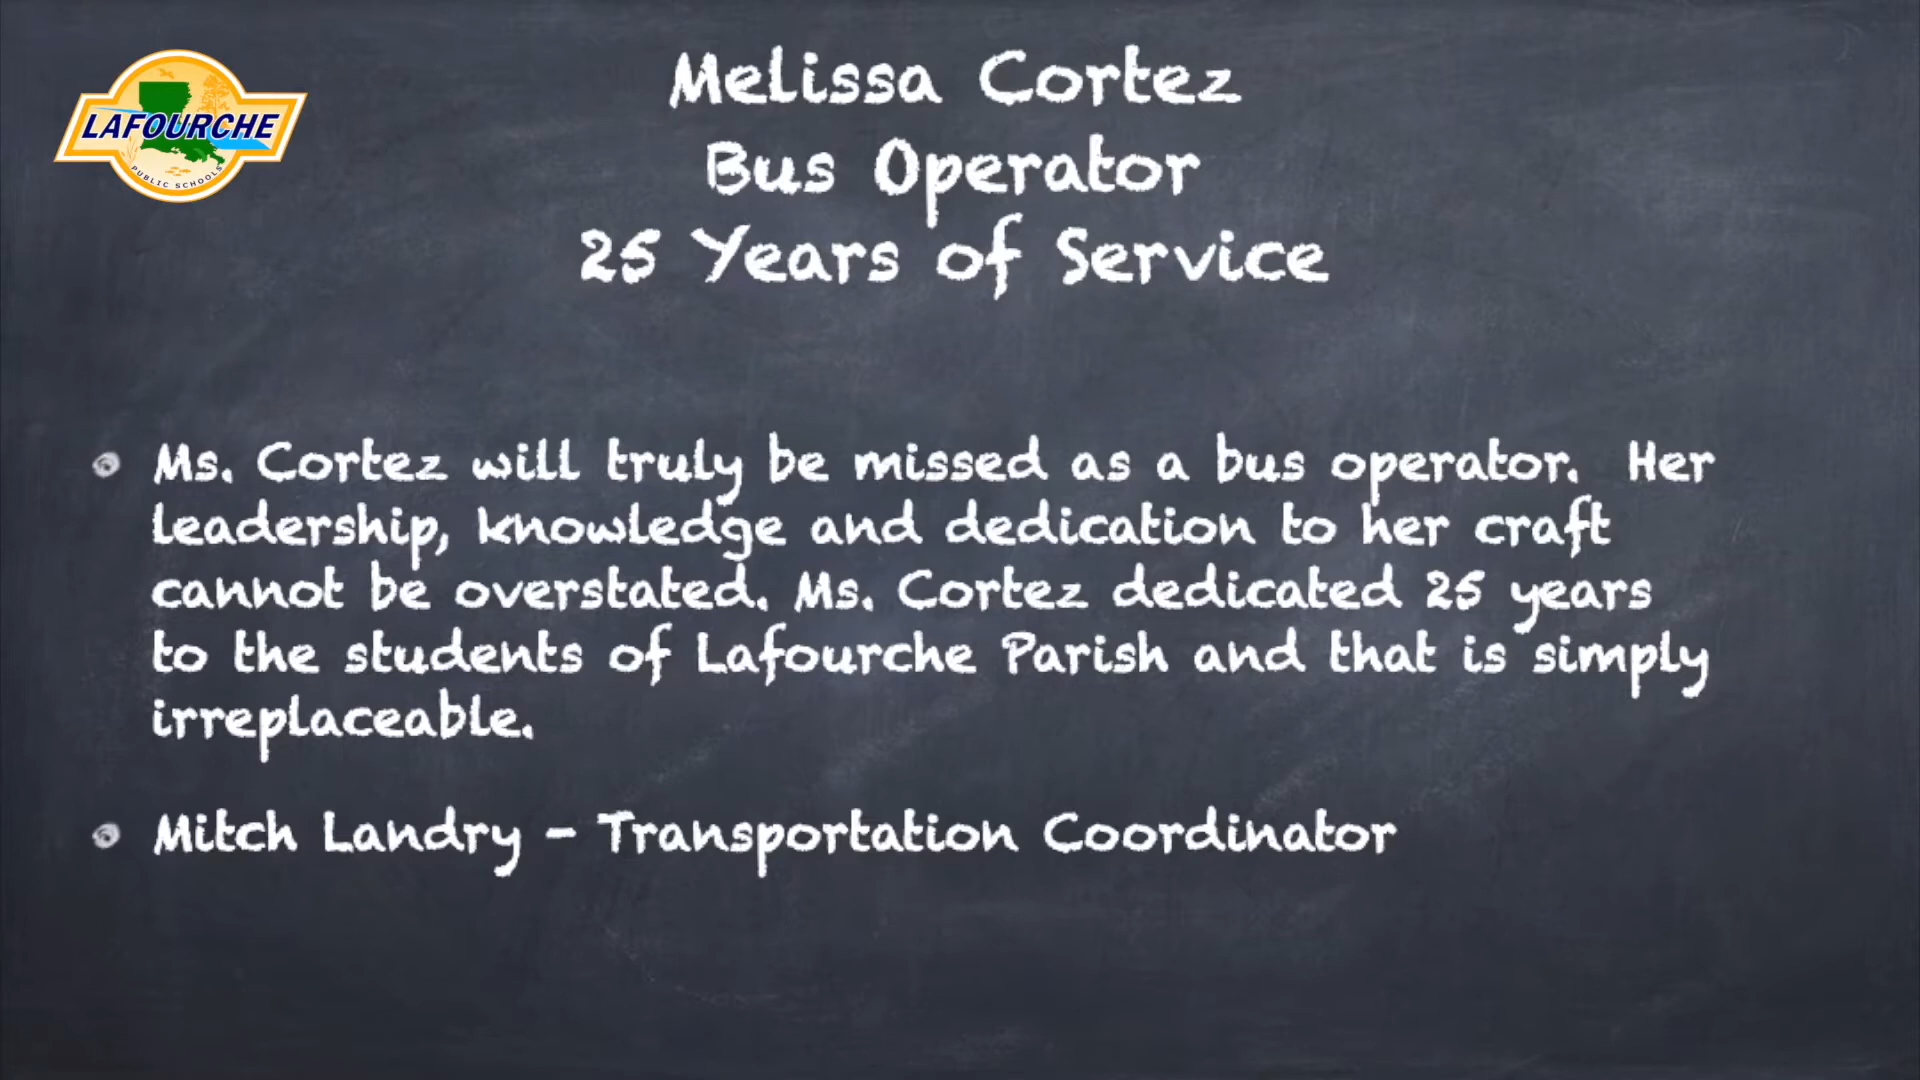 LAFOURCHE
PUBLIC SCHOOLS
Melissa Cortez
Bus Operator
25 Years of Service
Ms. Cortez will truly be missed as a bus operator.  Her
leadership, knowledge and dedication to her craft
cannot be overstated. Ms. Cortez dedicated 25 years
to the students of Lafourche Parish and that is simply
irreplaceable.
Mitch Landry - Transportation Coordinator